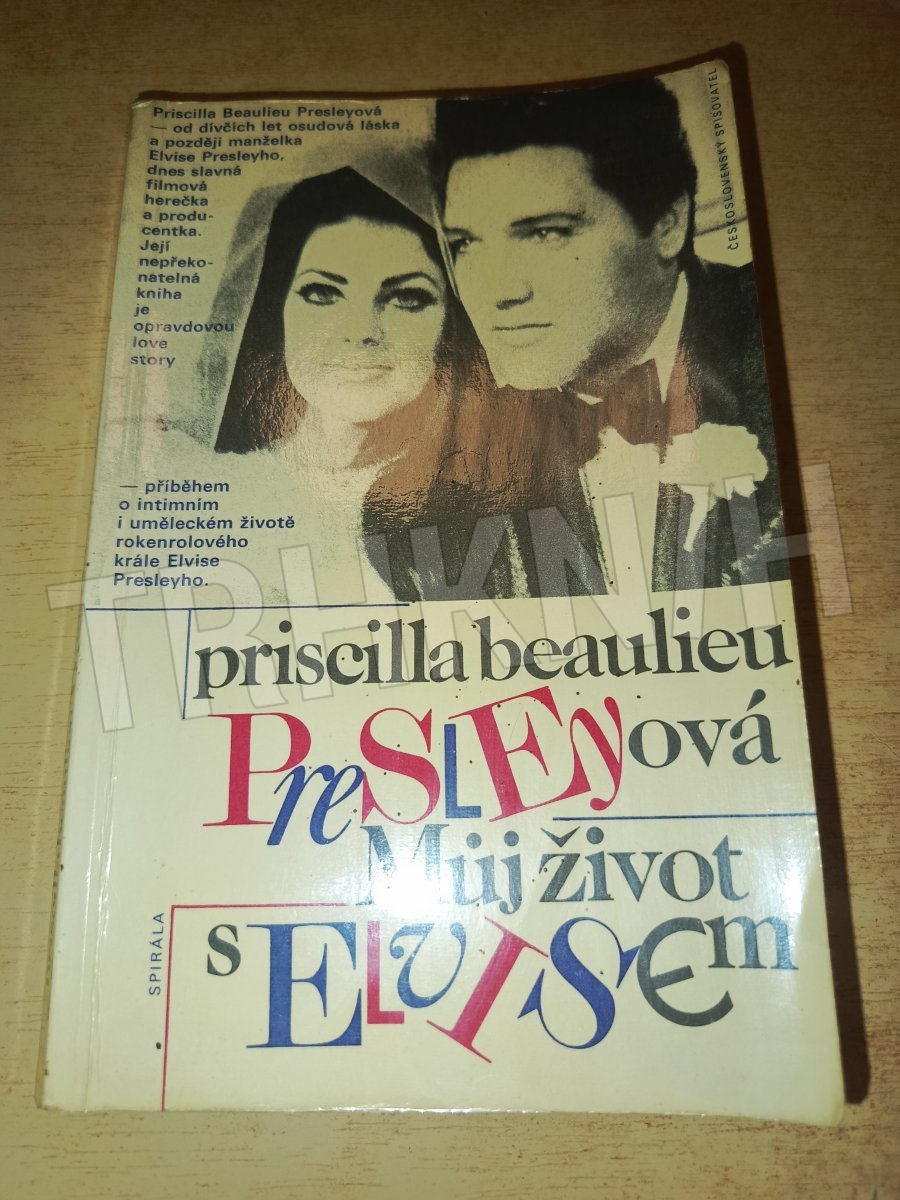 Priscilla Beaulieu Presleyová
— od dívčích let osudová láska
a později manželka
Elvise Presleyho,
dnes slavná
filmová
herečka
a produ-
centka.
Její
nepřeko-
natelná
kniha
je
opravdovou
love
story
ČESKOSLOVENSKÝ SPISOVATEL
— příběhem
o intimním
i uměleckém životě
rokenrolového
krále Elvise
Presleyho.
TRHKNIH
priscilla beaulieu
PreSLEyová
Můj život
sELvISEm
SPIRÁLA